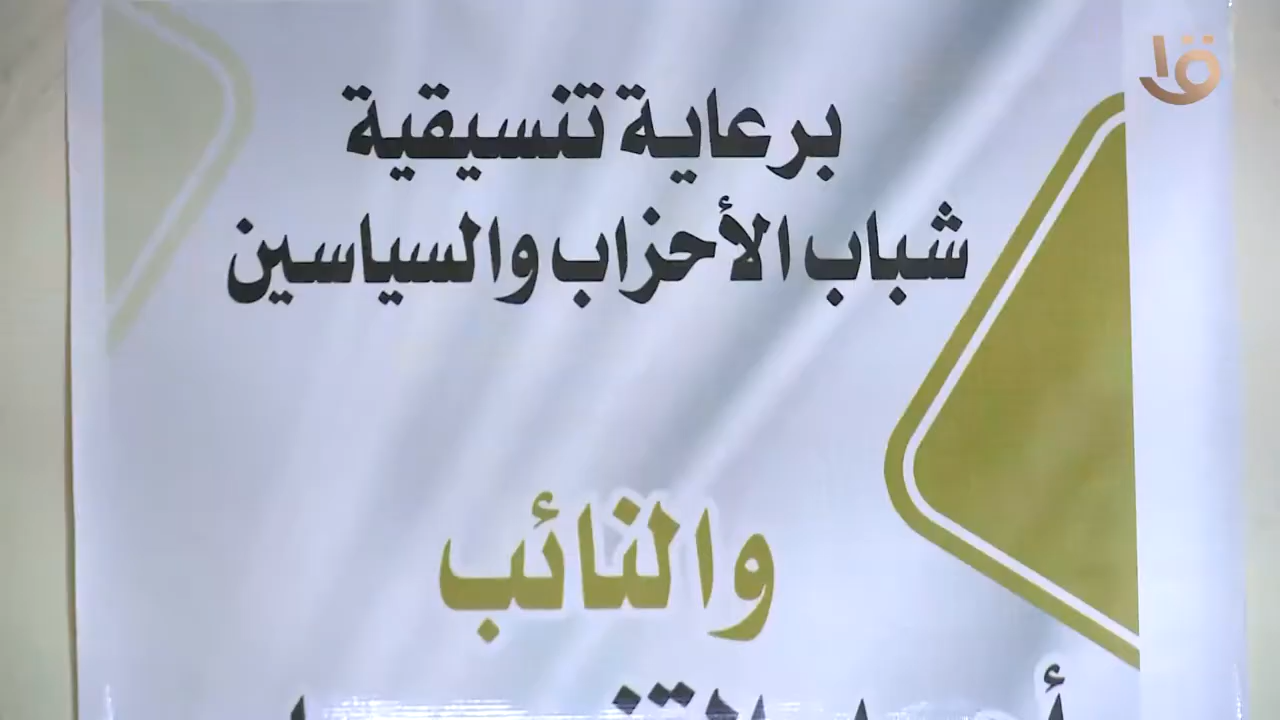 برعاية تنسيقية
شباب الأحزاب والسياسين
والنائب